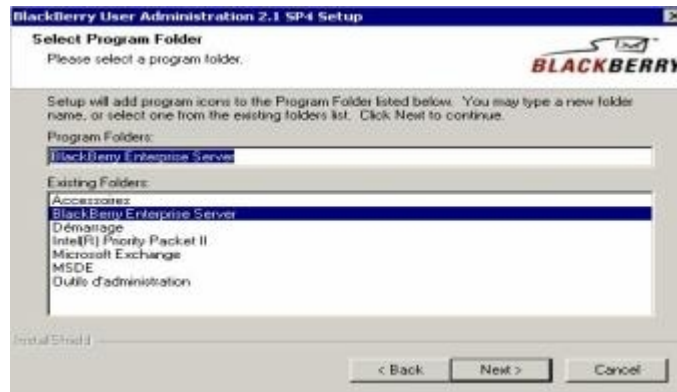 BlackBerry User Administration 2.1 SP4 Setup
Select Program Folder
Please select a program folder.
BLACKBERRY
Setup will add program icons to the Program Folder listed below. You may type a new folder
name, or select one from the existing folders list. Click Next to continue.
Program Folders:
BlackBerry Enterprise Server
Existing Folders:
Accessoires
BlackBerry Enterprise Server
Démarrage
Intel(R) Priority Packet II
Microsoft Exchange
MSDE
Outils d'administration
InstallShield
< Back
Next >
Cancel